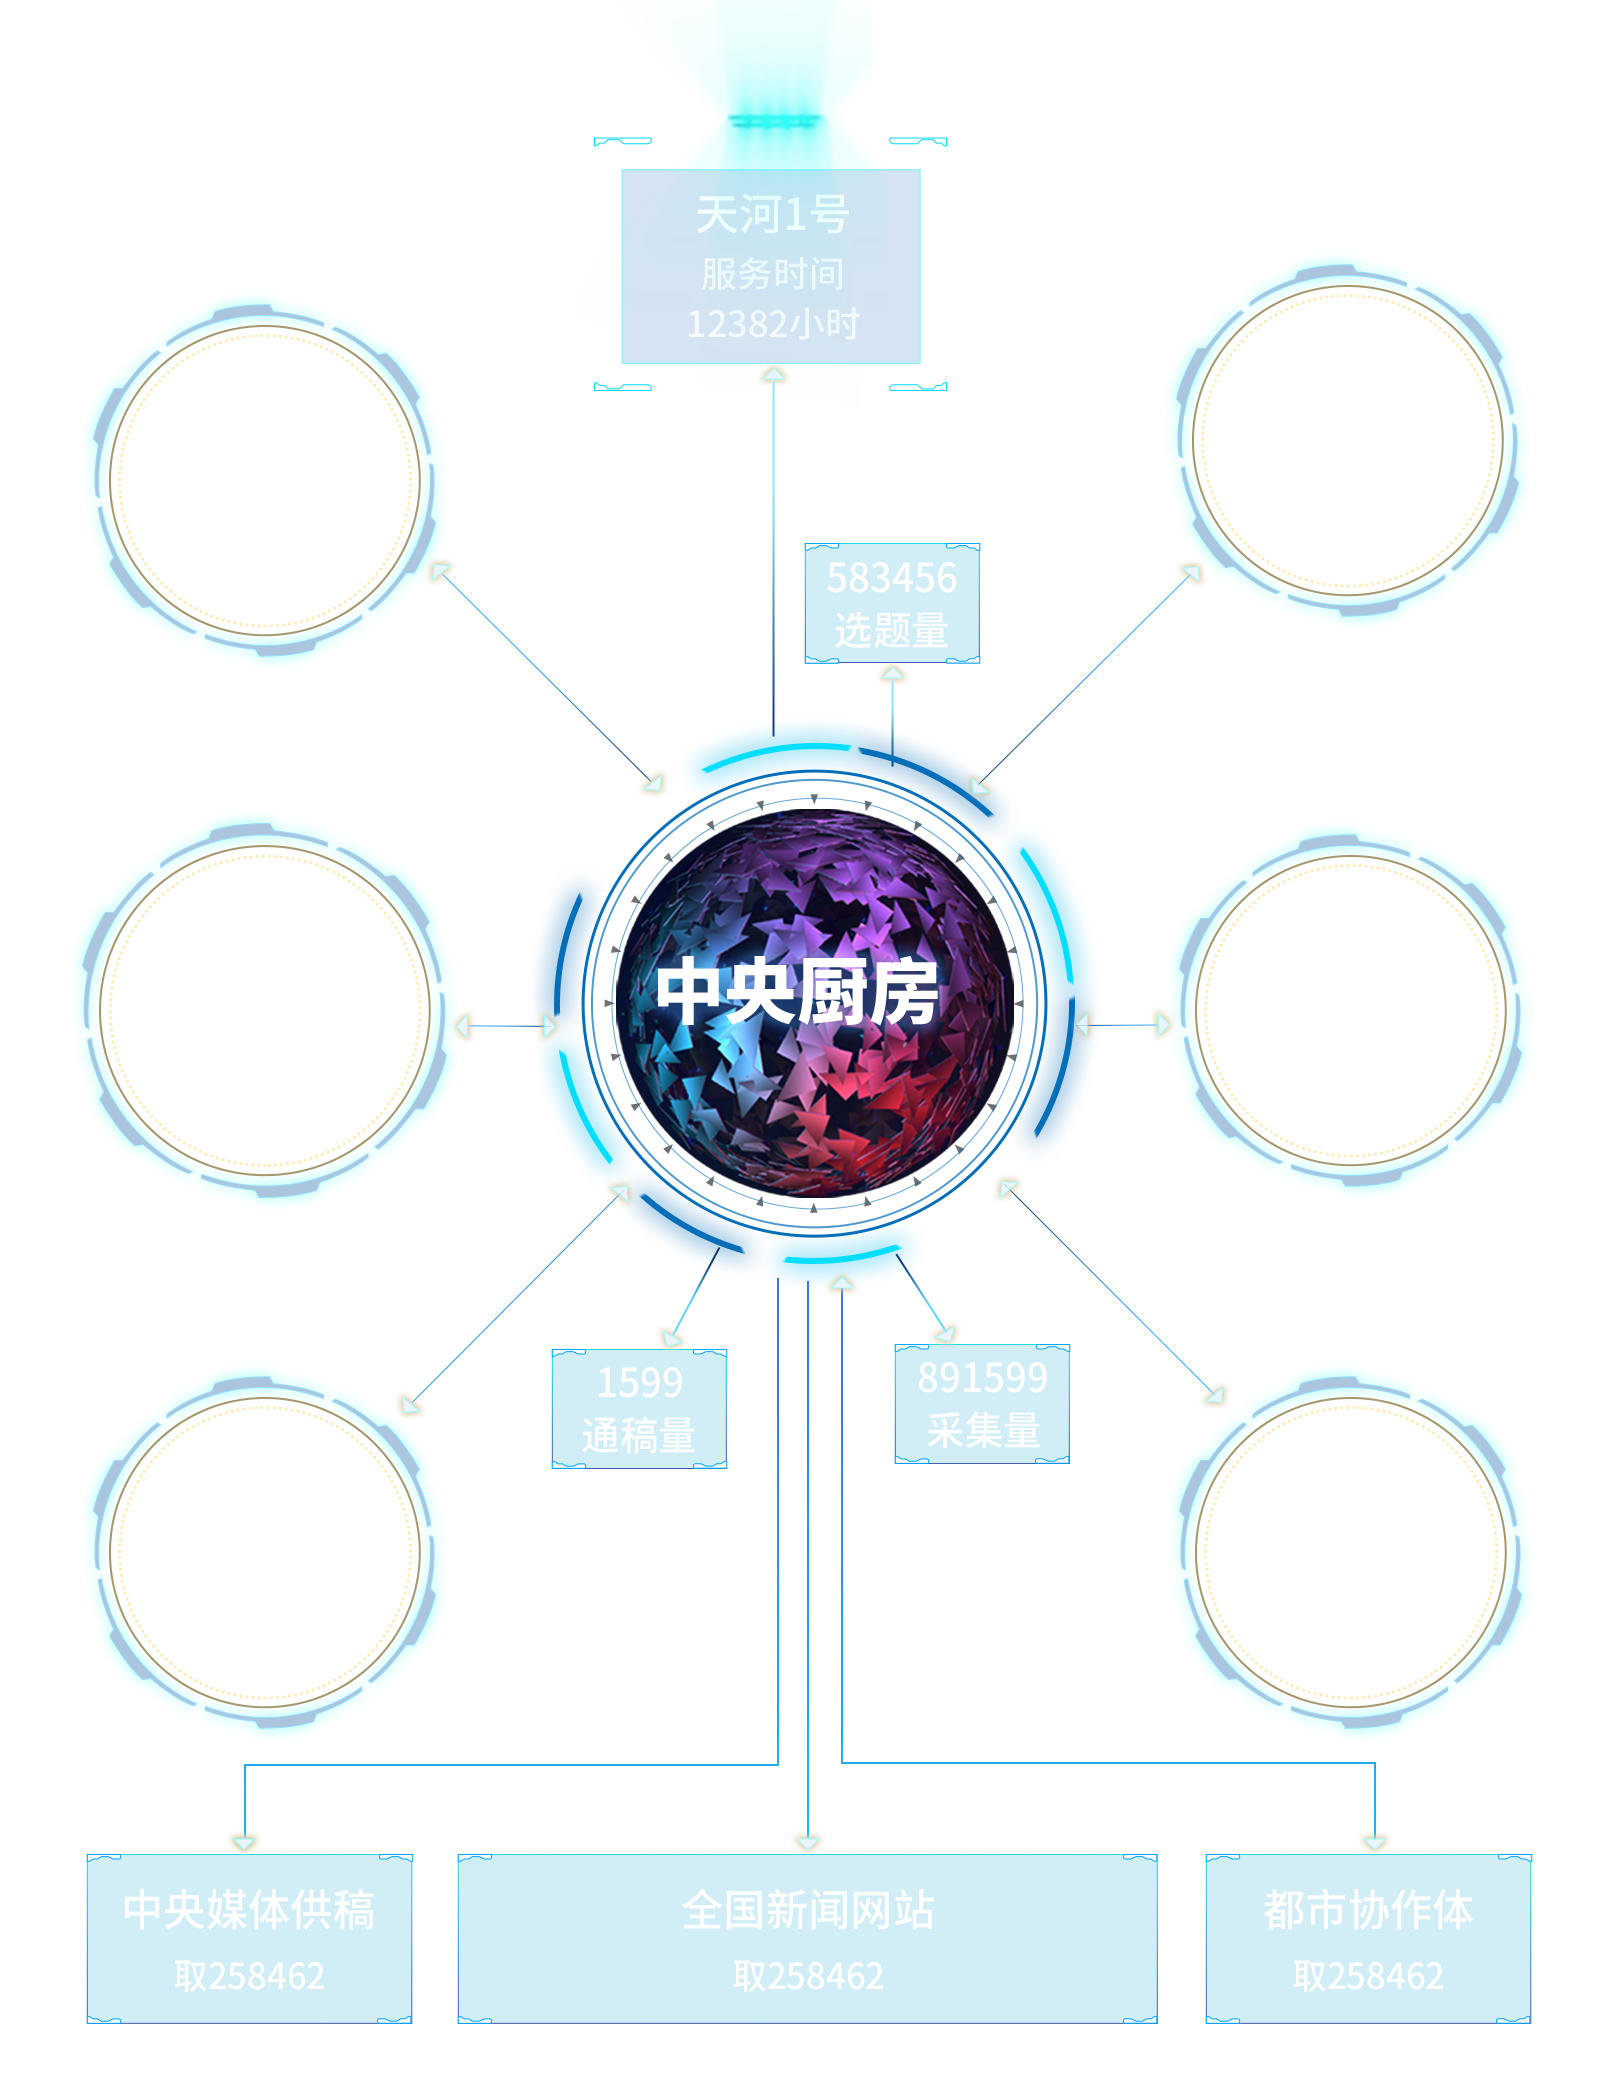 天河1号
服务时间
12382小时
583456
选题量
中央厨房
1599
通稿量
891599
采集量
中央媒体供稿
取258462
全国新闻网站
取258462
都市协作体
取258462